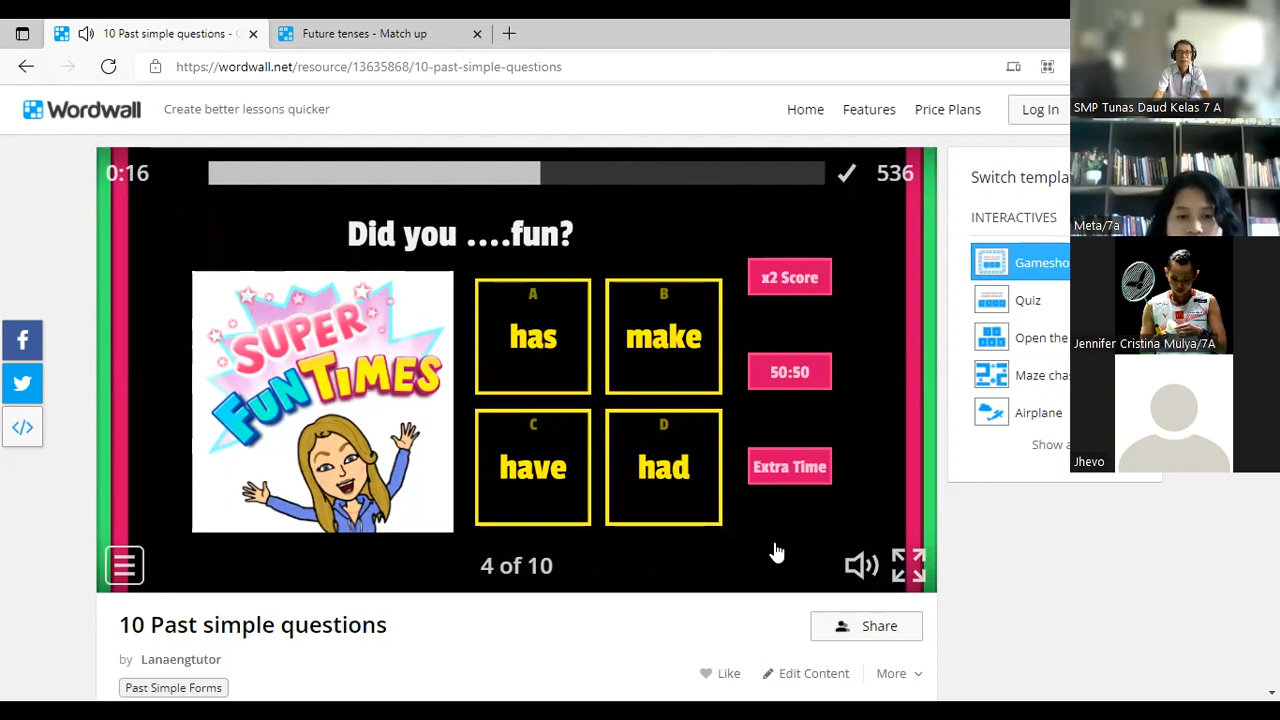 10 Past simple questions - 
Future tenses - Match up
https://wordwall.net/resource/13635868/10-past-simple-questions
Wordwall
Create better lessons quicker
Home
Features
Price Plans
Log In
0:16
536
Did you ....fun?
SUPER
FUN TIMES
A
has
B
make
C
have
D
had
x2 Score
50:50
Extra Time
4 of 10
Switch templa
INTERACTIVES
Gamesho
Quiz
Open the
Maze chas
Airplane
Show a
10 Past simple questions
by Lanaengtutor
Past Simple Forms
Share
Like
Edit Content
More
SMP Tunas Daud Kelas 7 A
Meta/7a
Jennifer Cristina Mulya/7A
Jhevo